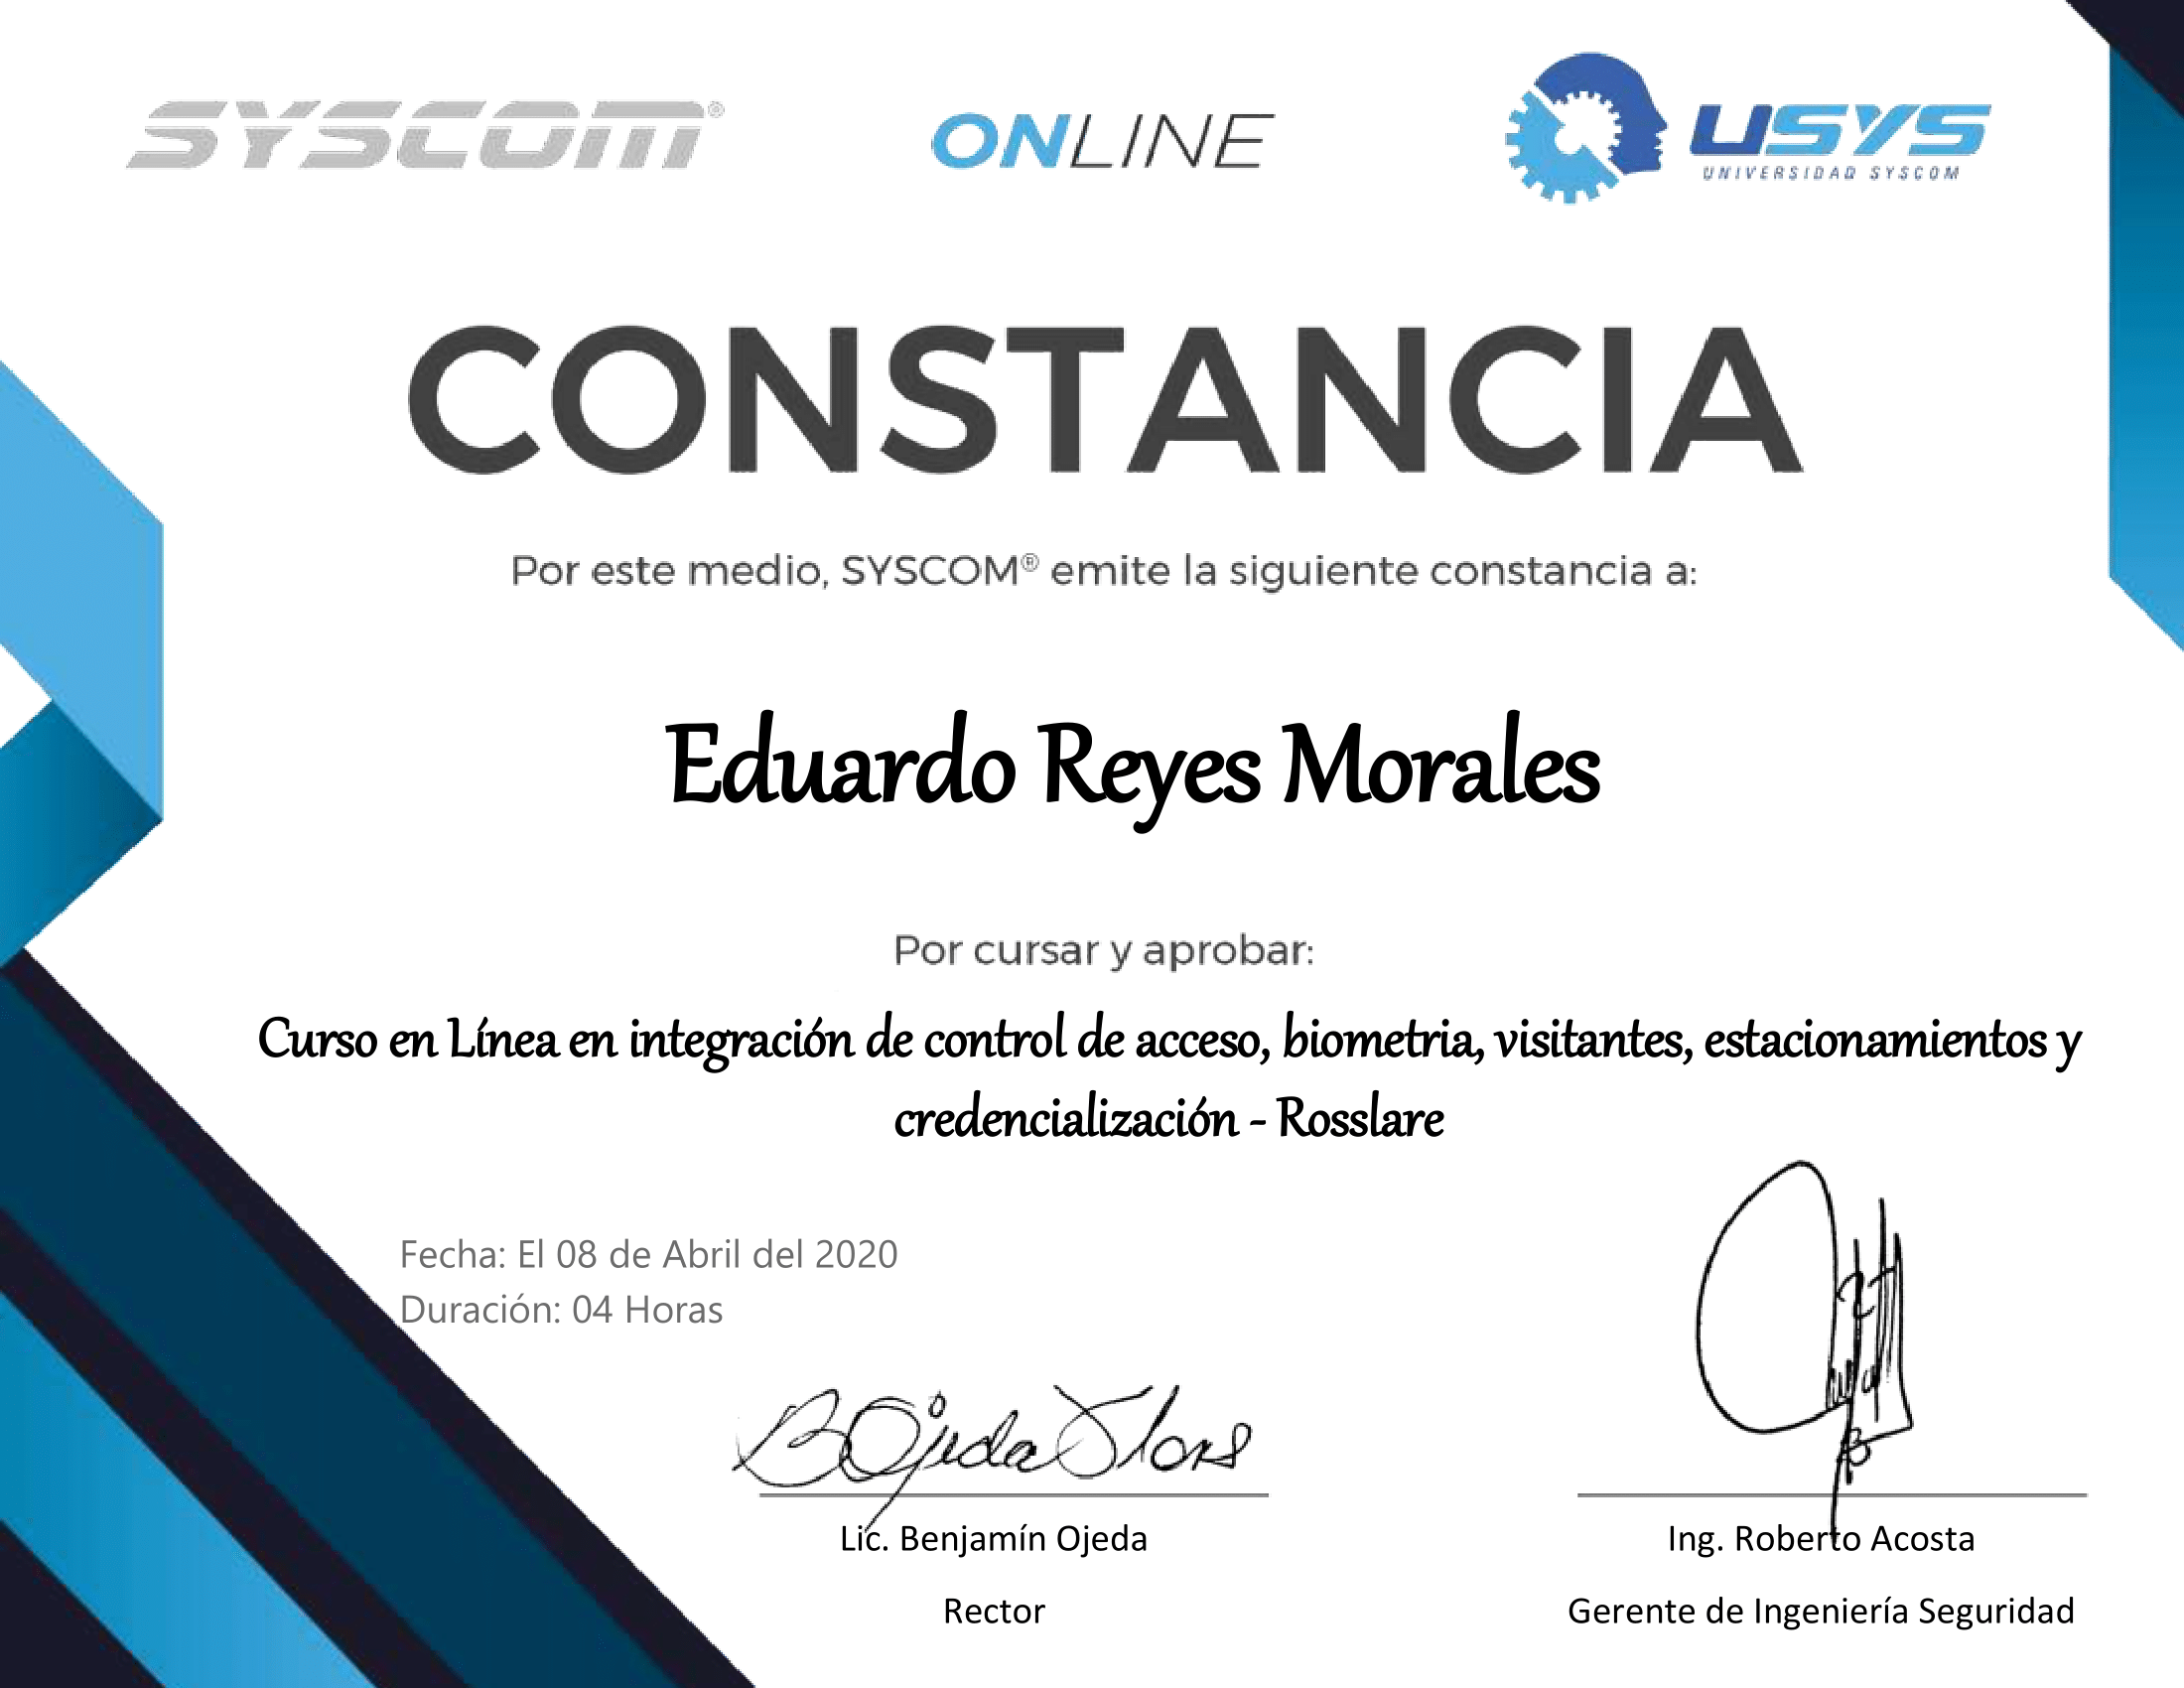 SYSCOM®
ONLINE
USYS
UNIVERSIDAD SYSCOM
CONSTANCIA
Por este medio, SYSCOM® emite la siguiente constancia a:
Eduardo Reyes Morales
Por cursar y aprobar:
Curso en Línea en integración de control de acceso, biometria, visitantes, estacionamientos y
credencialización - Rosslare
Fecha: El 08 de Abril del 2020
Duración: 04 Horas
Lic. Benjamín Ojeda
Rector
Ing. Roberto Acosta
Gerente de Ingeniería Seguridad